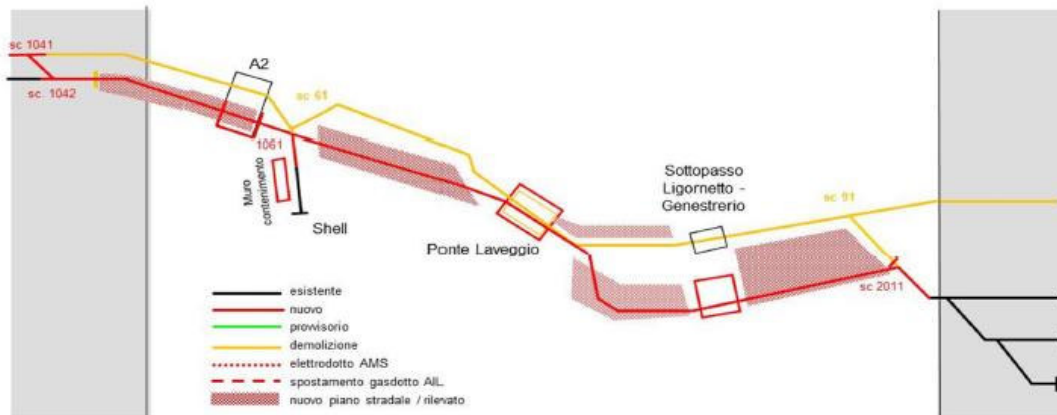 sc 1041
A2
sc. 1042
sc 61
1061
Muro
contenimento
Shell
Sottopasso
Ligornetto -
Genestrerio
sc 91
Ponte Laveggio
sc 2011
esistente
nuovo
provvisorio
demolizione
elettrodotto AMS
spostamento gasdotto AIL
nuovo piano stradale / rilevato